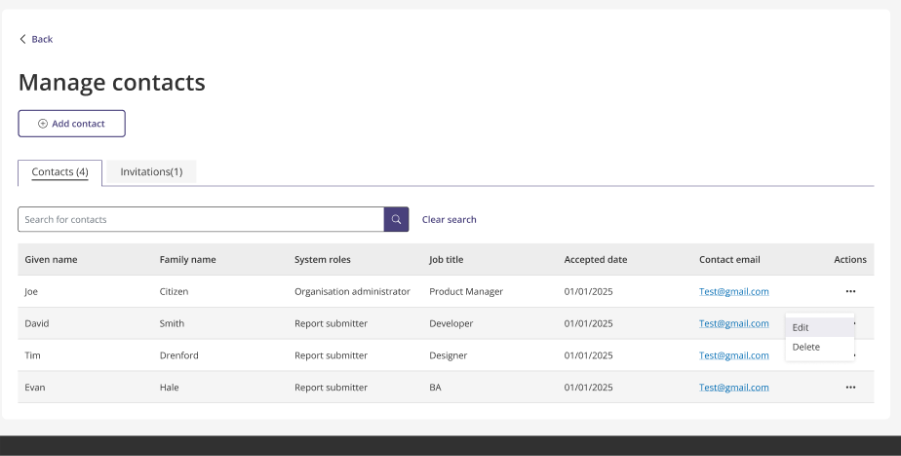 Back
Manage contacts
Add contact
Contacts (4) Invitations(1)
Search for contacts Clear search
Given name Family name System roles Job title Accepted date Contact email Actions
Joe Citizen Organisation administrator Product Manager 01/01/2025 Test@gmail.com ...
David Smith Report submitter Developer 01/01/2025 Test@gmail.com
Edit
Delete
Tim Drenford Report submitter Designer 01/01/2025 Test@gmail.com
Evan Hale Report submitter BA 01/01/2025 Test@gmail.com ...